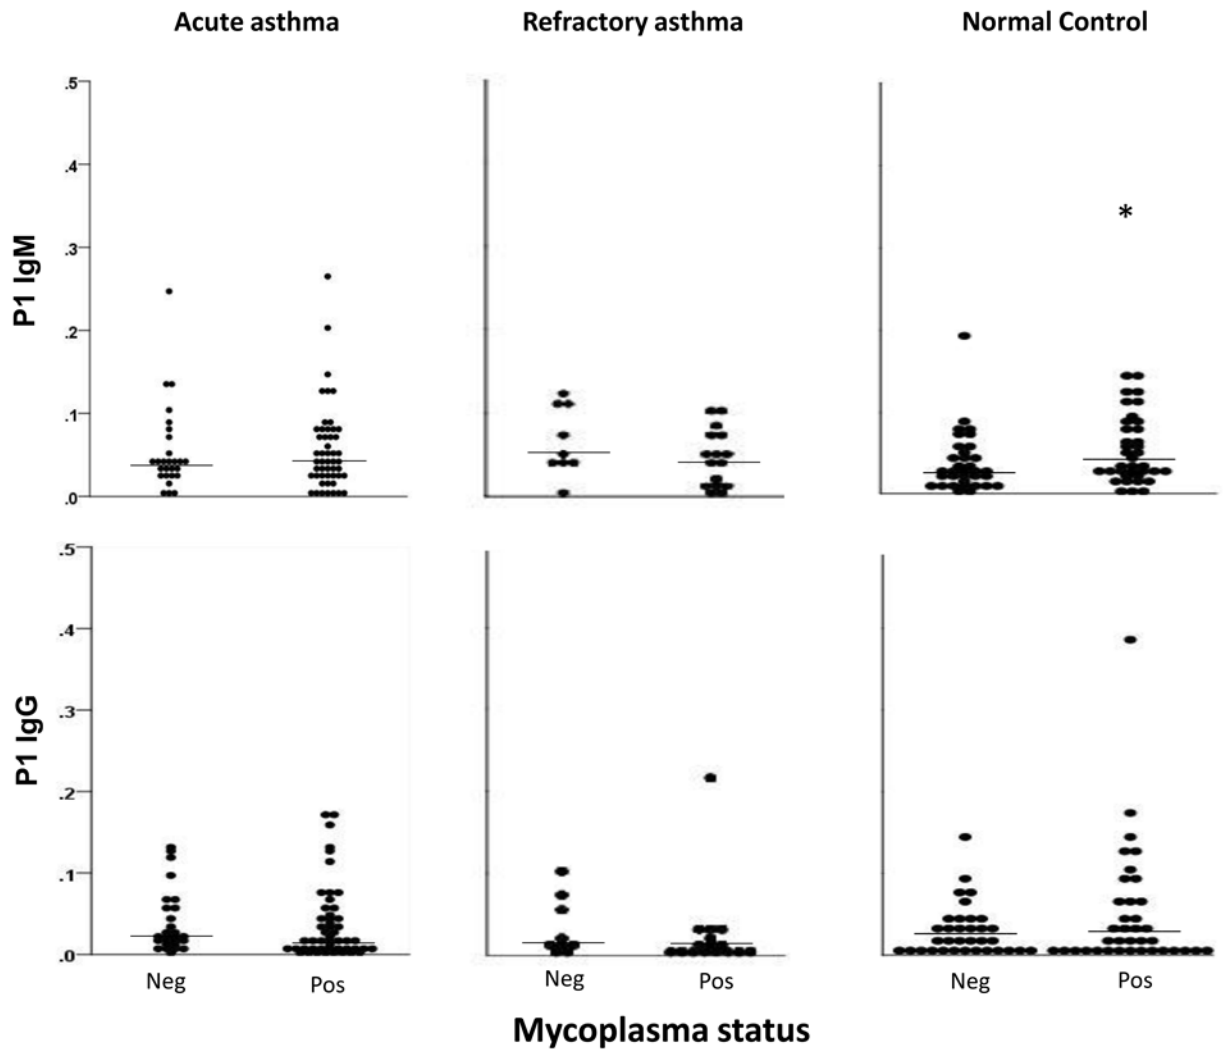 Acute asthma
Refractory asthma
Normal Control
P1 IgM
.5
.4
.3
.2
.1
.0
*
P1 IgG
.5
.4
.3
.2
.1
.0
Neg
Pos
Neg
Pos
Neg
Pos
Mycoplasma status